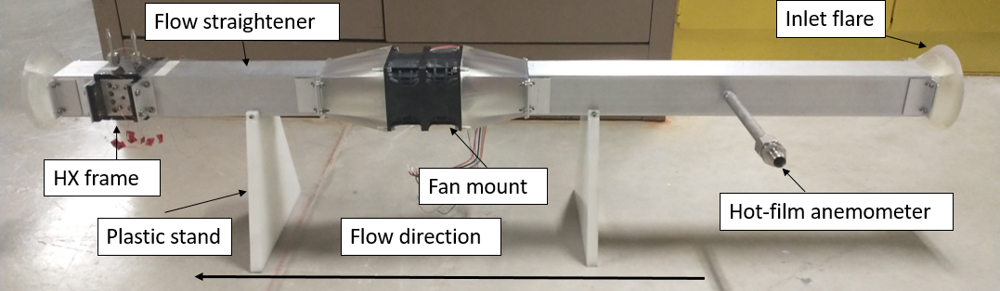 Flow straightener
Inlet flare
HX frame
Fan mount
Hot-film anemometer
Plastic stand
Flow direction